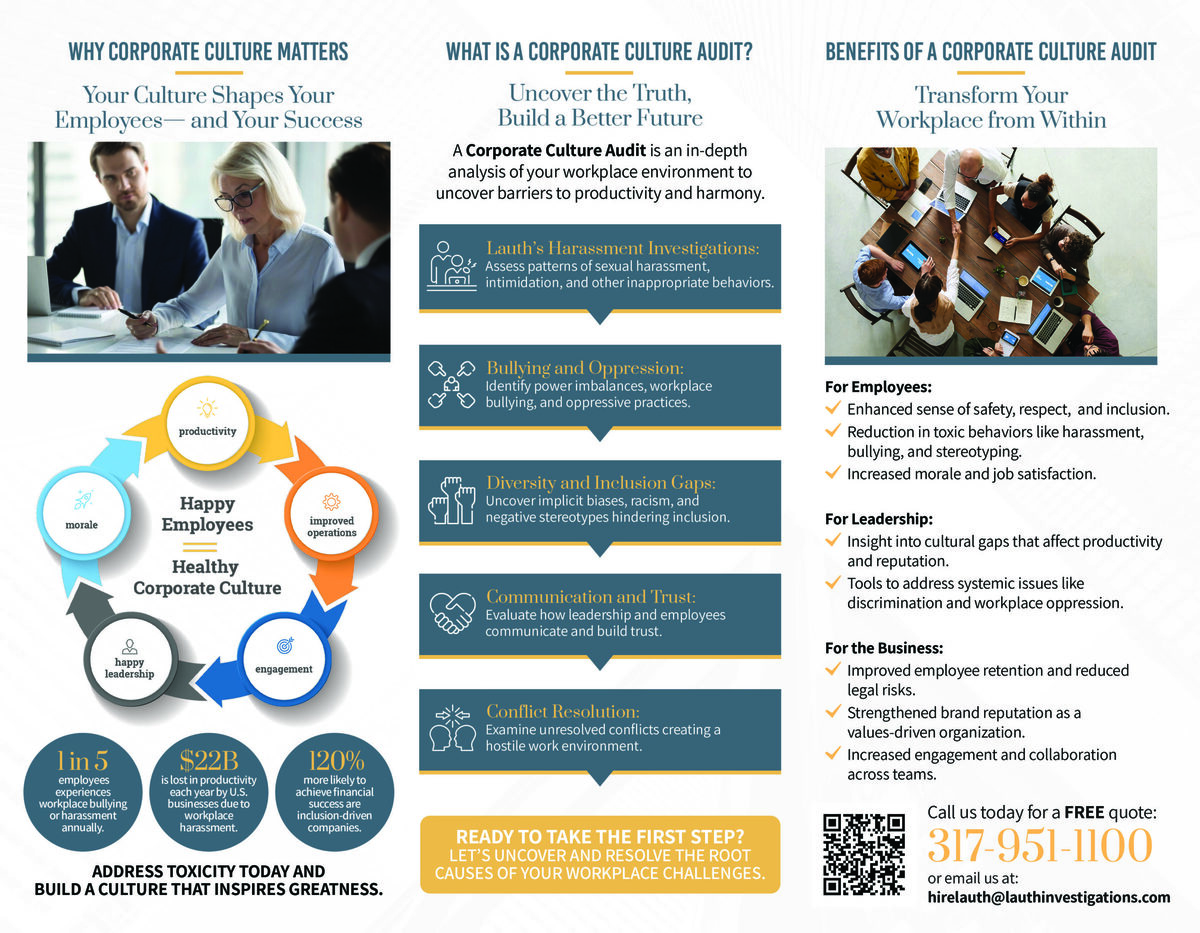 WHY CORPORATE CULTURE MATTERS
Your Culture Shapes Your
Employees— and Your Success
productivity
improved
operations
engagement
happy
leadership
morale
Happy
Employees
Healthy
Corporate Culture
1 in 5
employees
experiences
workplace bullying
or harassment
annually.
$22B
is lost in productivity
each year by U.S.
businesses due to
workplace
harassment.
120%
more likely to
achieve financial
success are
inclusion-driven
companies.
ADDRESS TOXICITY TODAY AND
BUILD A CULTURE THAT INSPIRES GREATNESS.
WHAT IS A CORPORATE CULTURE AUDIT?
Uncover the Truth,
Build a Better Future
A Corporate Culture Audit is an in-depth
analysis of your workplace environment to
uncover barriers to productivity and harmony.
Lauth's Harassment Investigations:
Assess patterns of sexual harassment,
intimidation, and other inappropriate behaviors.
Bullying and Oppression:
Identify power imbalances, workplace
bullying, and oppressive practices.
Diversity and Inclusion Gaps:
Uncover implicit biases, racism, and
negative stereotypes hindering inclusion.
Communication and Trust:
Evaluate how leadership and employees
communicate and build trust.
Conflict Resolution:
Examine unresolved conflicts creating a
hostile work environment.
READY TO TAKE THE FIRST STEP?
LET'S UNCOVER AND RESOLVE THE ROOT
CAUSES OF YOUR WORKPLACE CHALLENGES.
BENEFITS OF A CORPORATE CULTURE AUDIT
Transform Your
Workplace from Within
For Employees:
Enhanced sense of safety, respect, and inclusion.
Reduction in toxic behaviors like harassment,
bullying, and stereotyping.
Increased morale and job satisfaction.
For Leadership:
Insight into cultural gaps that affect productivity
and reputation.
Tools to address systemic issues like
discrimination and workplace oppression.
For the Business:
Improved employee retention and reduced
legal risks.
Strengthened brand reputation as a
values-driven organization.
Increased engagement and collaboration
across teams.
Call us today for a FREE quote:
317-951-1100
or email us at:
hirelauth@lauthinvestigations.com